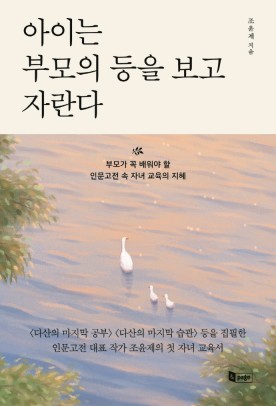 아이는
부모의 등을 보고
자란다
조윤제 지음
부모가 꼭 배워야 할
인문고전 속 자녀 교육의 지혜
〈다산의 마지막 공부〉 〈다산의 마지막 습관〉 등을 집필한
인문고전 대표 작가 조윤제의 첫 자녀 교육서
page